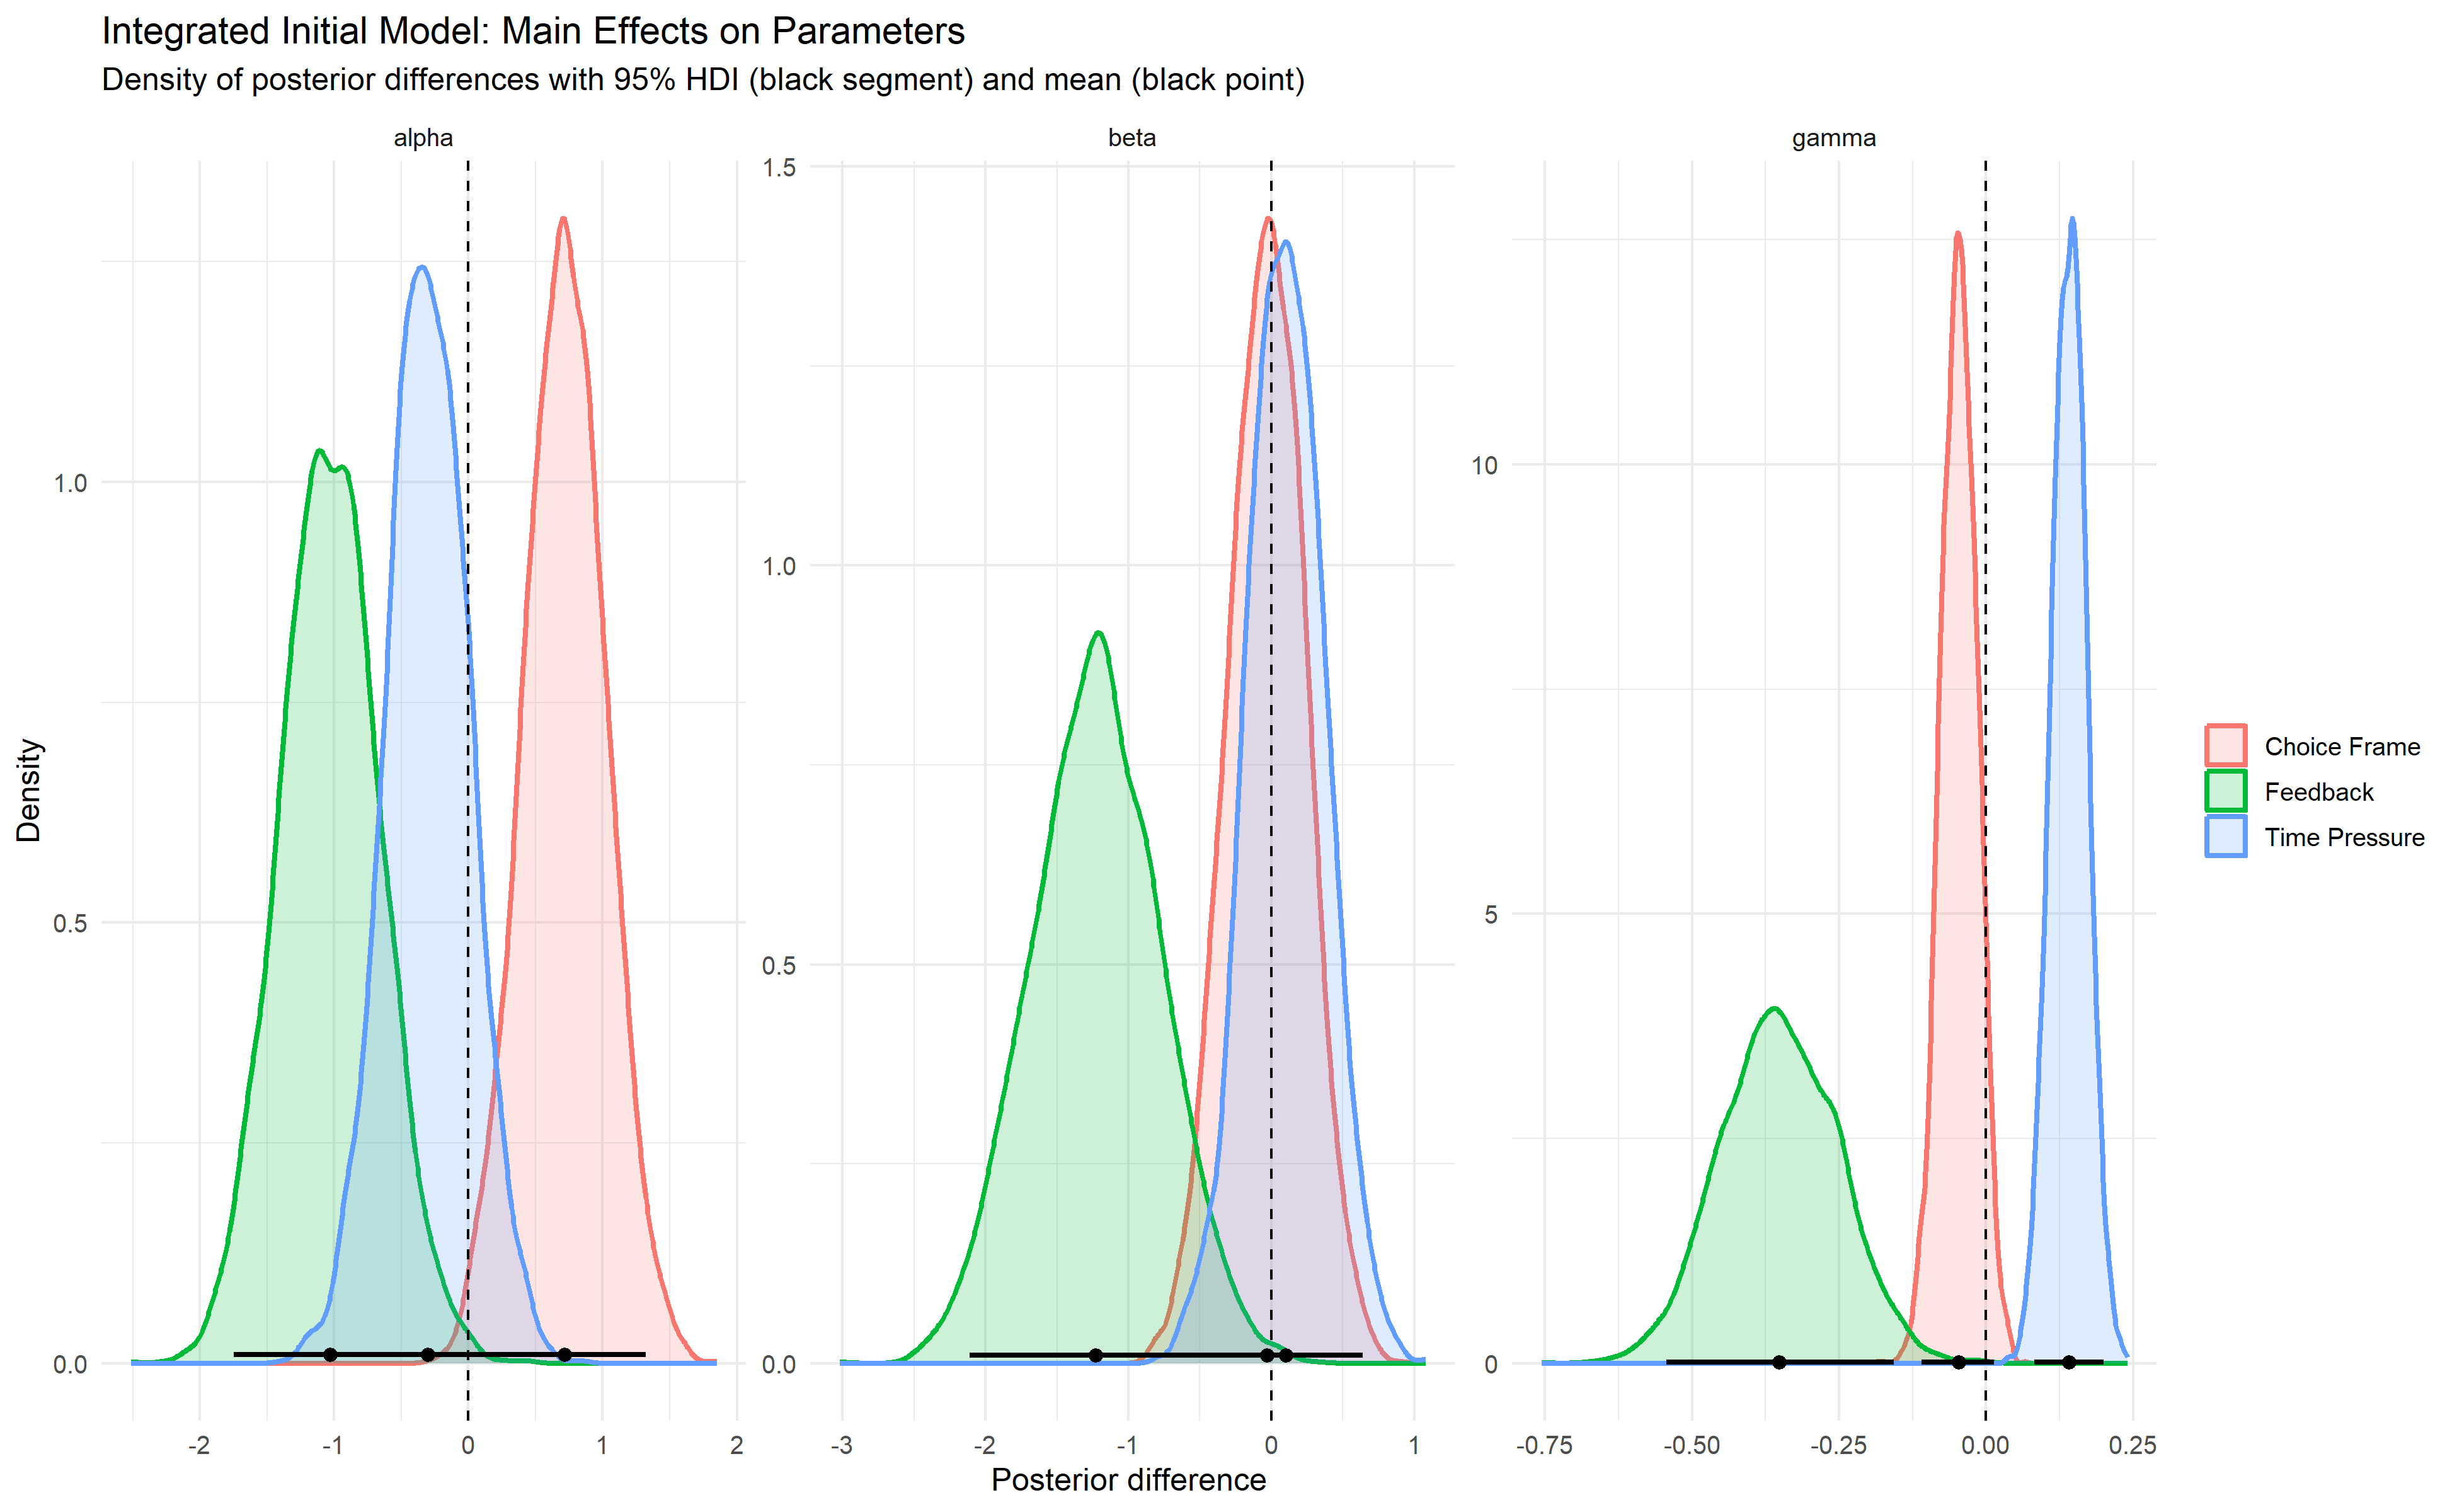 Integrated Initial Model: Main Effects on Parameters
Density of posterior differences with 95% HDI (black segment) and mean (black point)
alpha
beta
gamma
Density
1.0
0.5
0.0
1.5
1.0
0.5
0.0
10
5
0
-2 -1 0 1 2
-3 -2 -1 0 1
-0.75 -0.50 -0.25 0.00 0.25
Posterior difference
Choice Frame
Feedback
Time Pressure